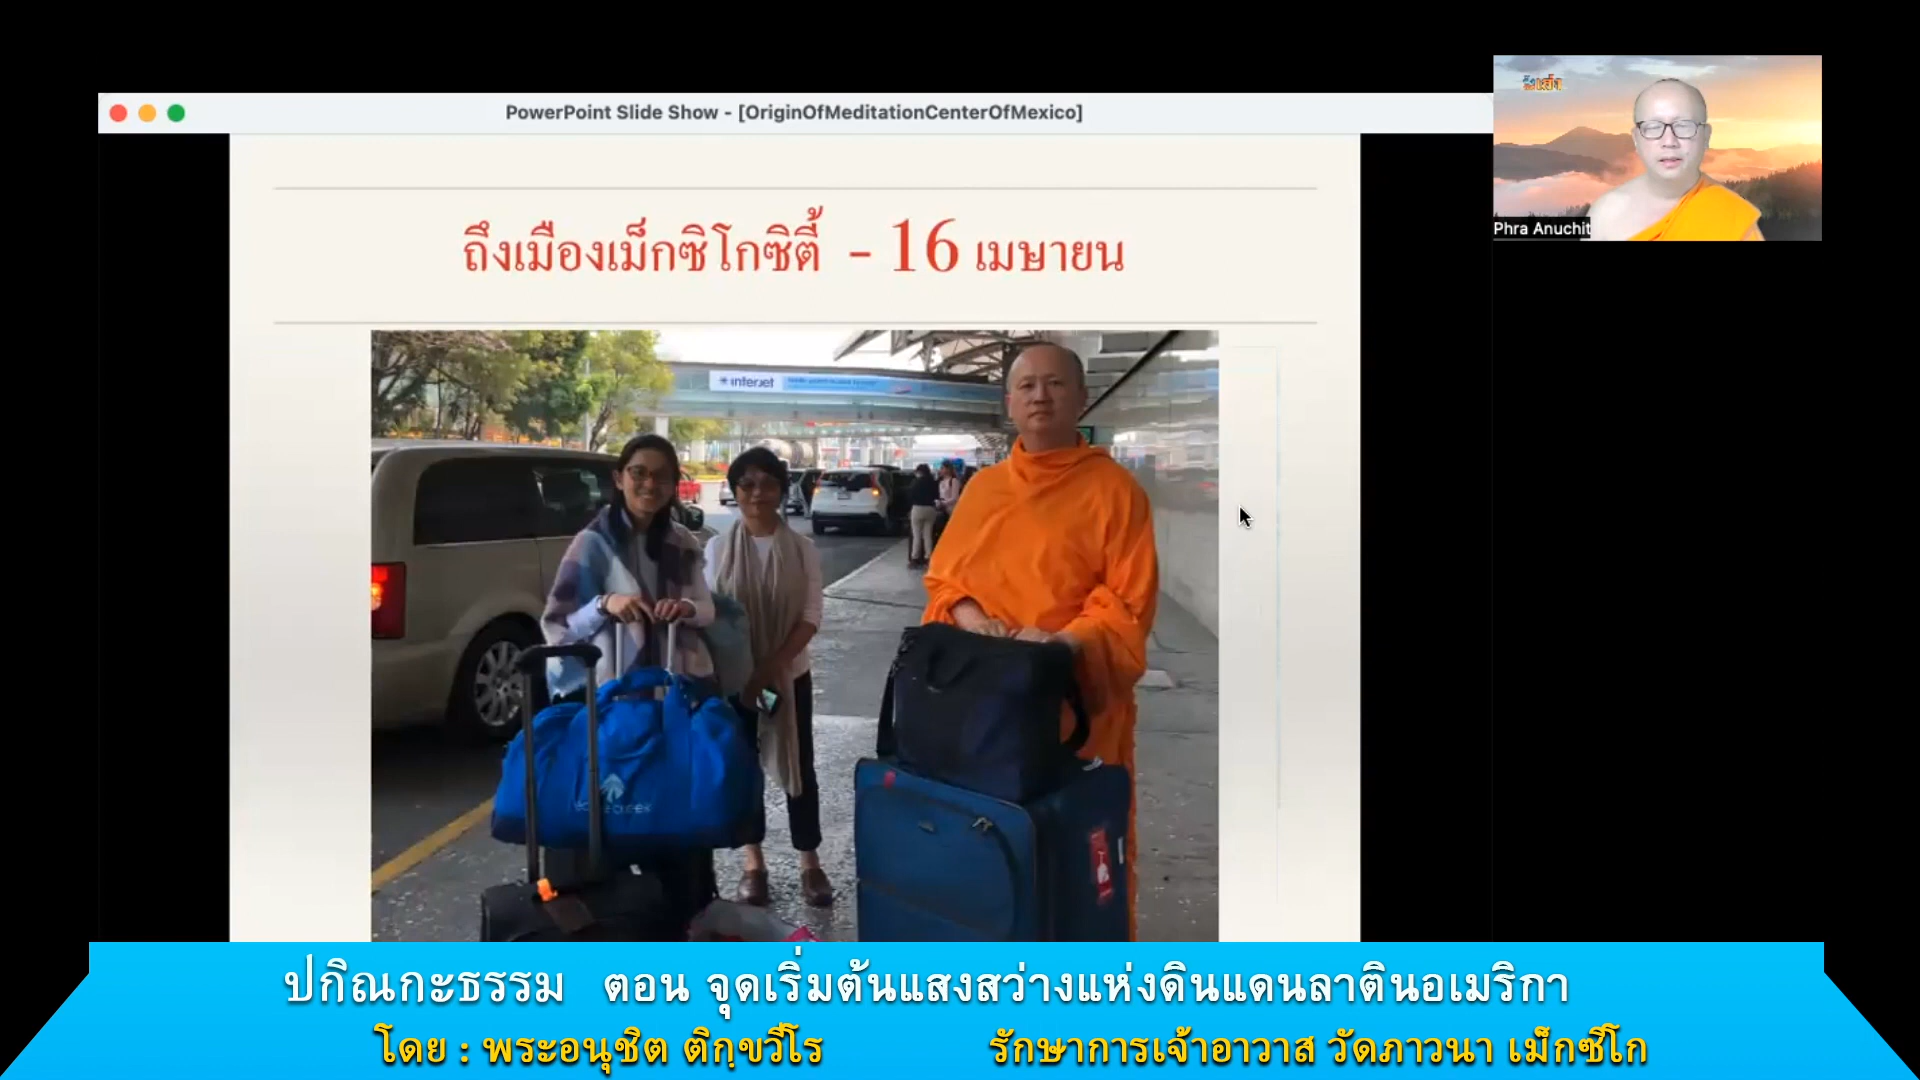 PowerPoint Slide Show - [OriginOfMeditationCenterOfMexico]
Phra Anuchit
ถึงเมืองเม็กซิโกซิตี้ - 16 เมษายน
interjet
ปกิณกะธรรม ตอน จุดเริ่มต้นแสงสว่างแห่งดินแดนลาตินอเมริกา
โดย : พระอนุชิต ติกฺขวีโร รักษาการเจ้าอาวาส วัดภาวนา เม็กซีโก